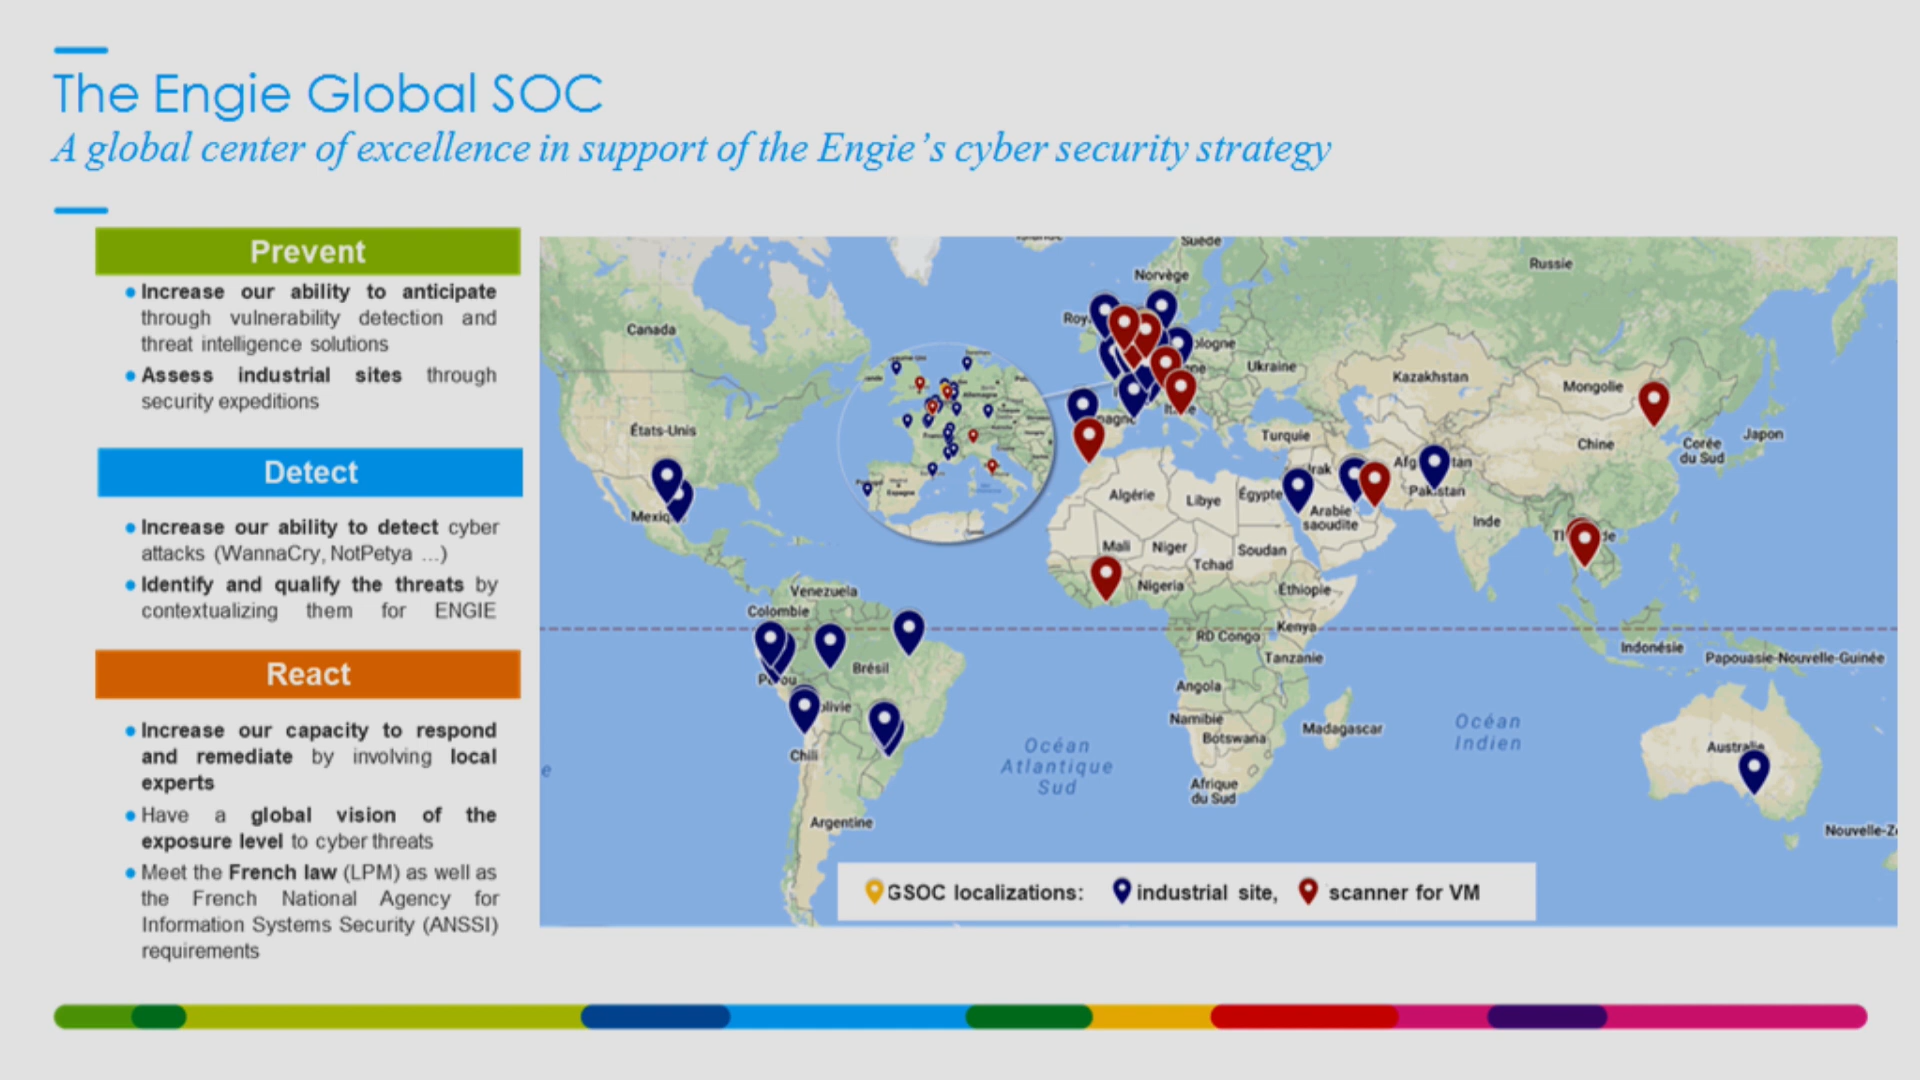 The Engie Global SOC
A global center of excellence in support of the Engie's cyber security strategy
Prevent
Increase our ability to anticipate
through vulnerability detection and
threat intelligence solutions
Assess industrial sites through
security expeditions
Detect
Increase our ability to detect cyber
attacks (WannaCry, NotPetya ...)
Identify and qualify the threats by
contextualizing them for ENGIE
React
Increase our capacity to respond
and remediate by involving local
experts
Have a global vision of the
exposure level to cyber threats
Meet the French law (LPM) as well as
the French National Agency for
Information Systems Security (ANSSI)
requirements
Suède
Norvège
Russie
Canada
Roy
ologne
Ukraine
Kazakhstan
Mongolie
États-Unis
Turquie
Chine
Corée
du Sud
Japon
Mexiq
Algérie
Libye
Égypte
Irak
Arabie
saoudite
Afg
tan
Pakistan
Inde
Mali
Niger
Tchad
Soudan
Nigeria
Éthiopie
Venezuela
Colombie
RD Congo
Kenya
Tanzanie
Indonésie
Papouasie-Nouvelle-Guinée
Brésil
Pérou
olivie
Angola
Namibie
Botswana
Madagascar
Chili
Afrique
du Sud
Océan
Atlantique
Sud
Océan
Indien
Australie
Argentine
Nouvelle-Z
France
Allemagne
Espagne
GSOC localizations: industrial site, scanner for VM